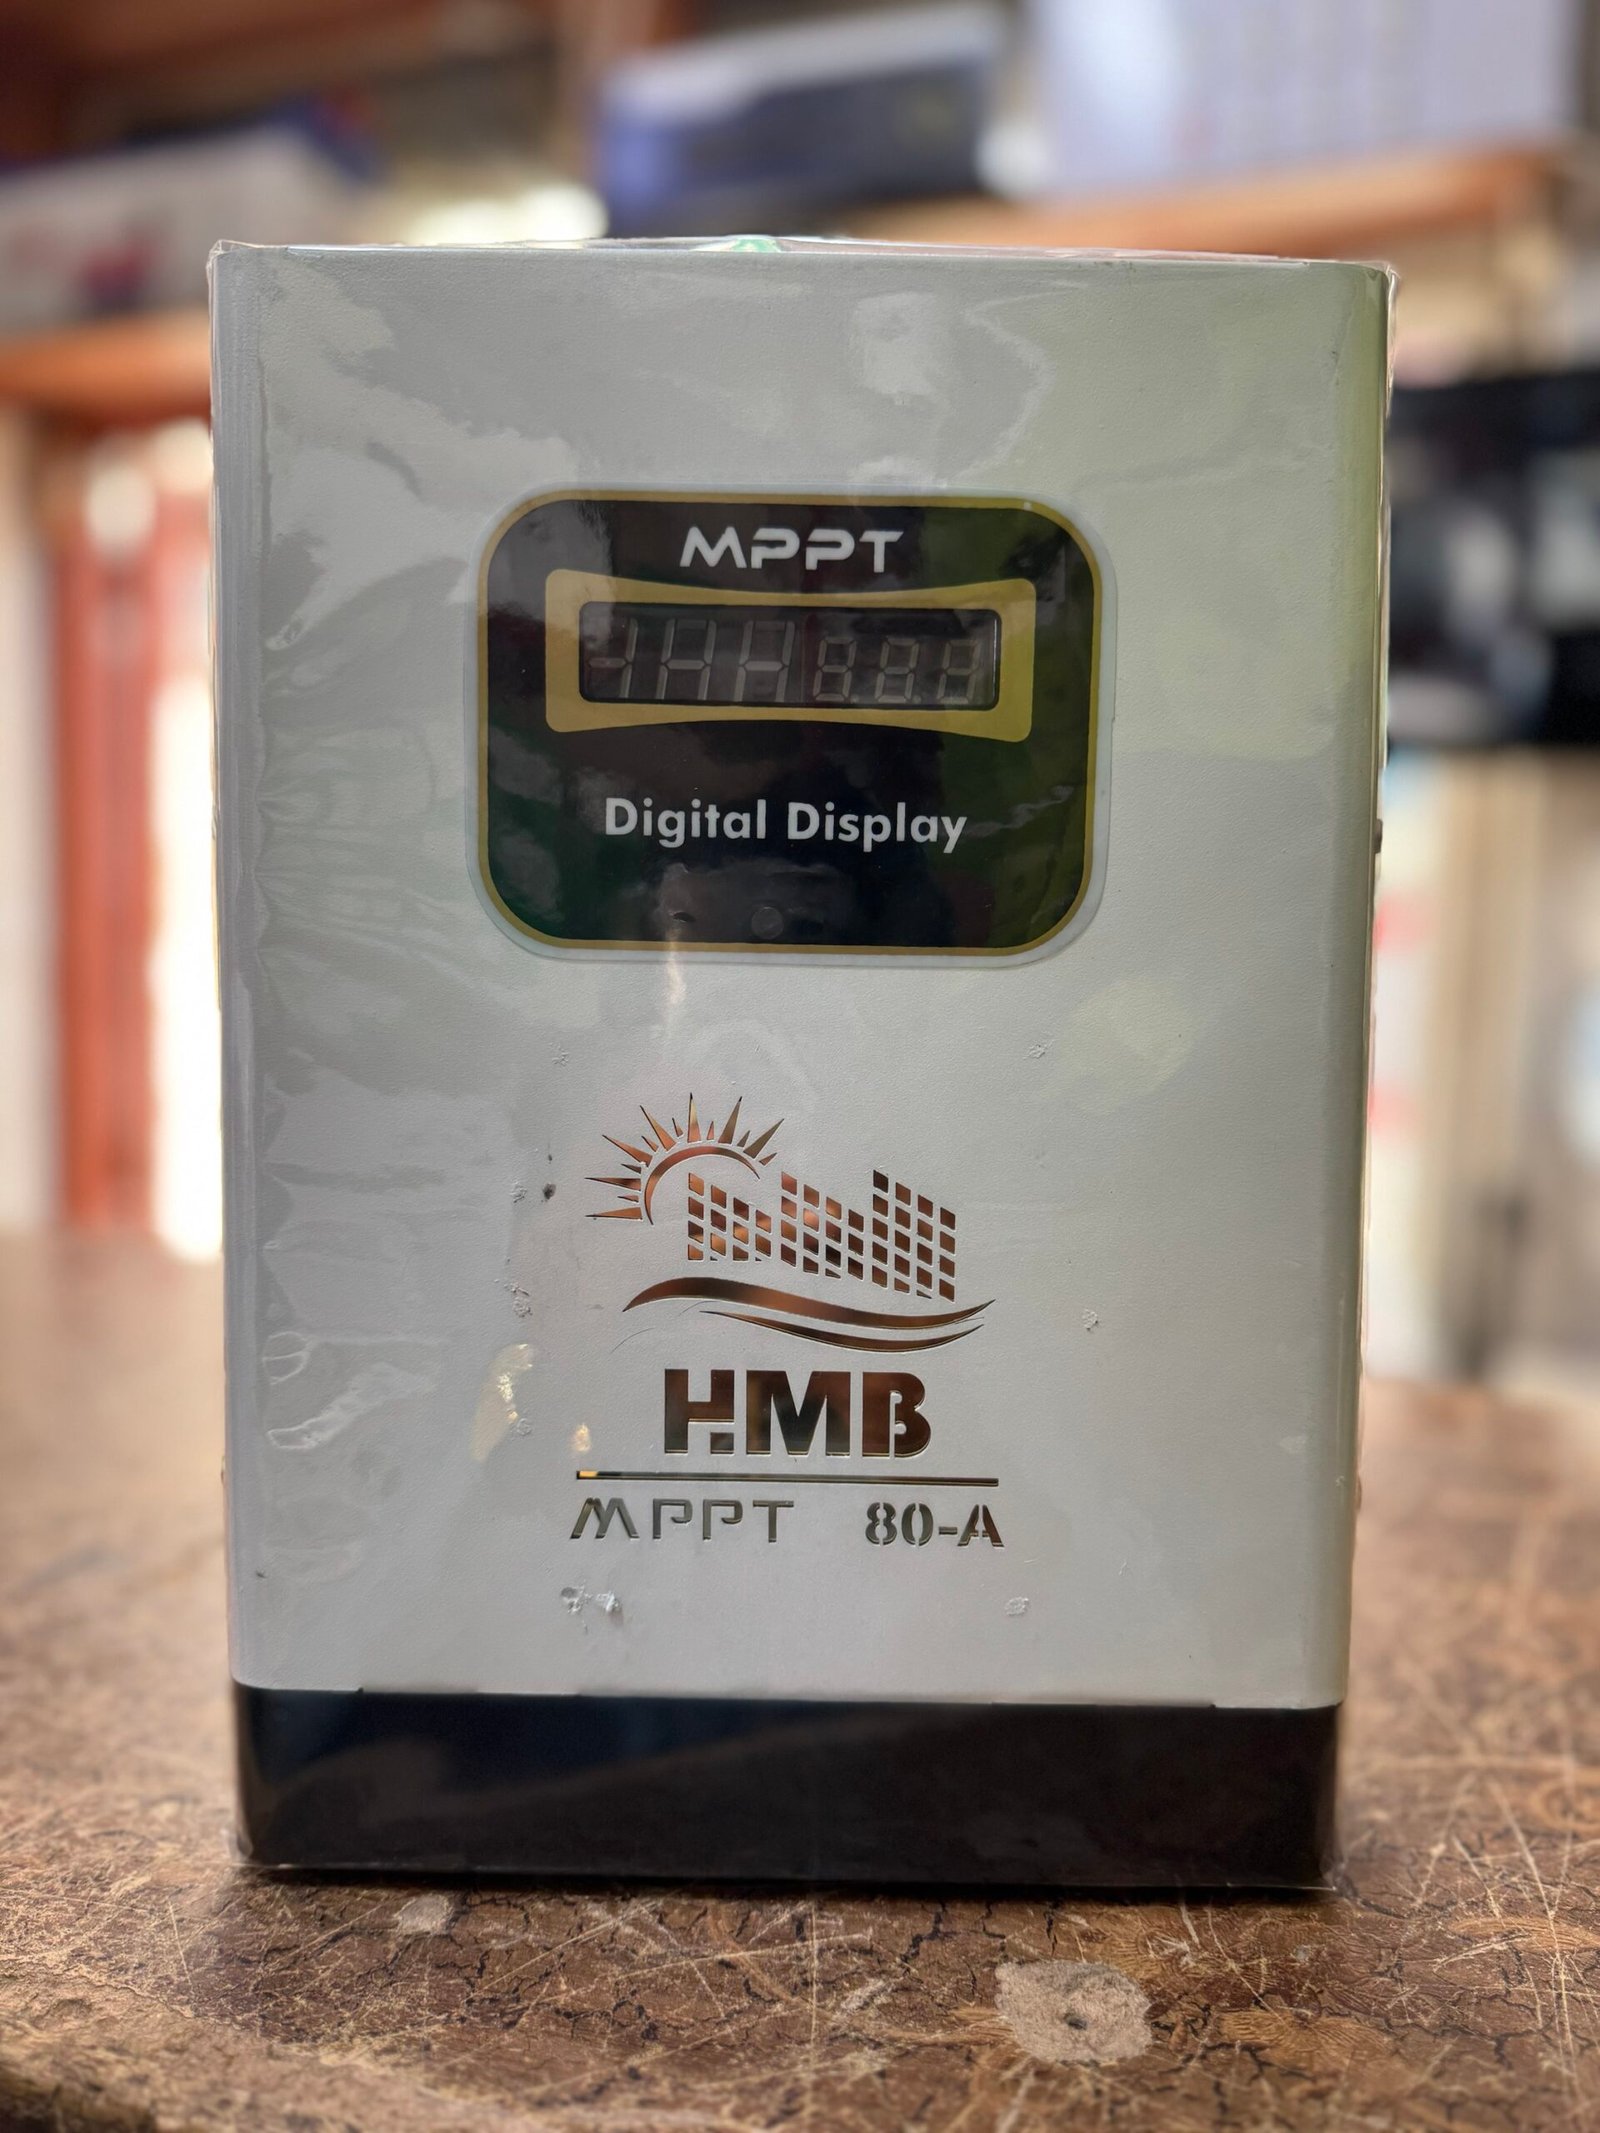 MPPT
Digital Display
HMB
MPPT 80-A